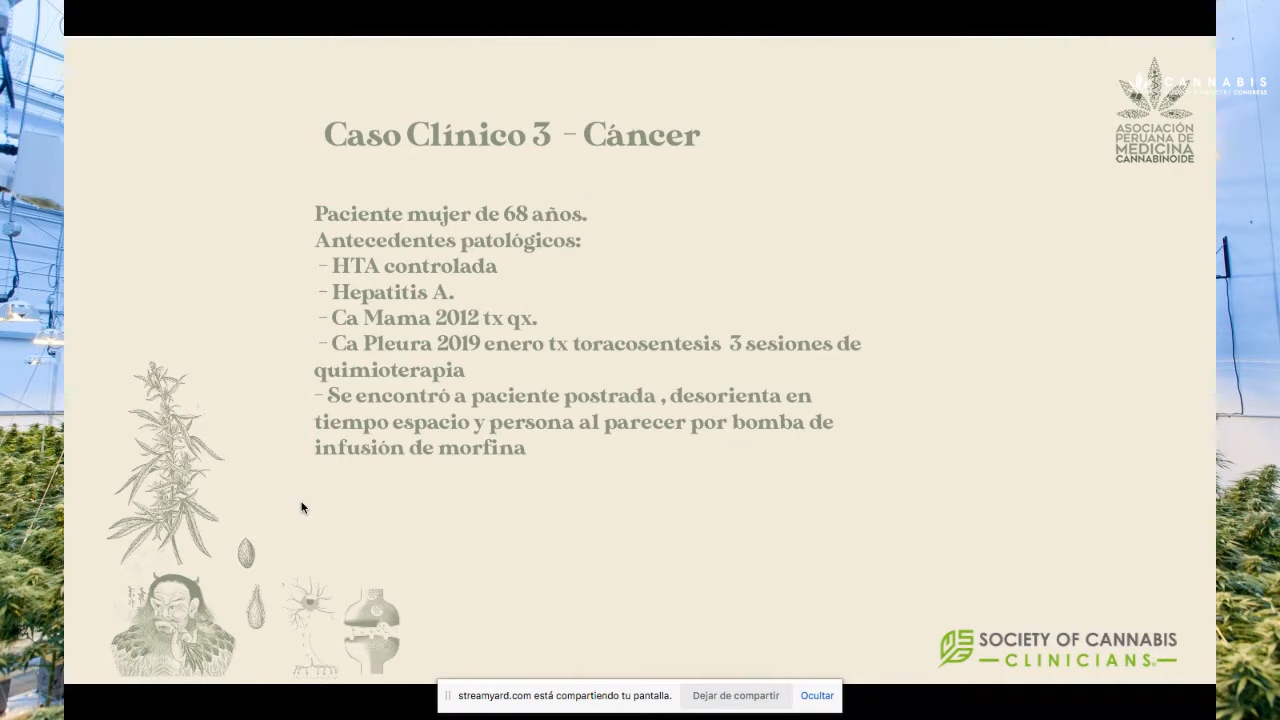 CANNABIS
CONGRESS
ASOCIACIÓN
PERUANA DE
MEDICINA
CANNABINOIDE
Caso Clínico 3 - Cáncer
Paciente mujer de 68 años.
Antecedentes patológicos:
- HTA controlada
- Hepatitis A.
- Ca Mama 2012 tx qx.
- Ca Pleura 2019 enero tx toracosentesis 3 sesiones de
quimioterapia
- Se encontró a paciente postrada , desorienta en
tiempo espacio y persona al parecer por bomba de
infusión de morfina
SOCIETY OF CANNABIS
CLINICIANS
streamyard.com está compartiendo tu pantalla.
Dejar de compartir
Ocultar